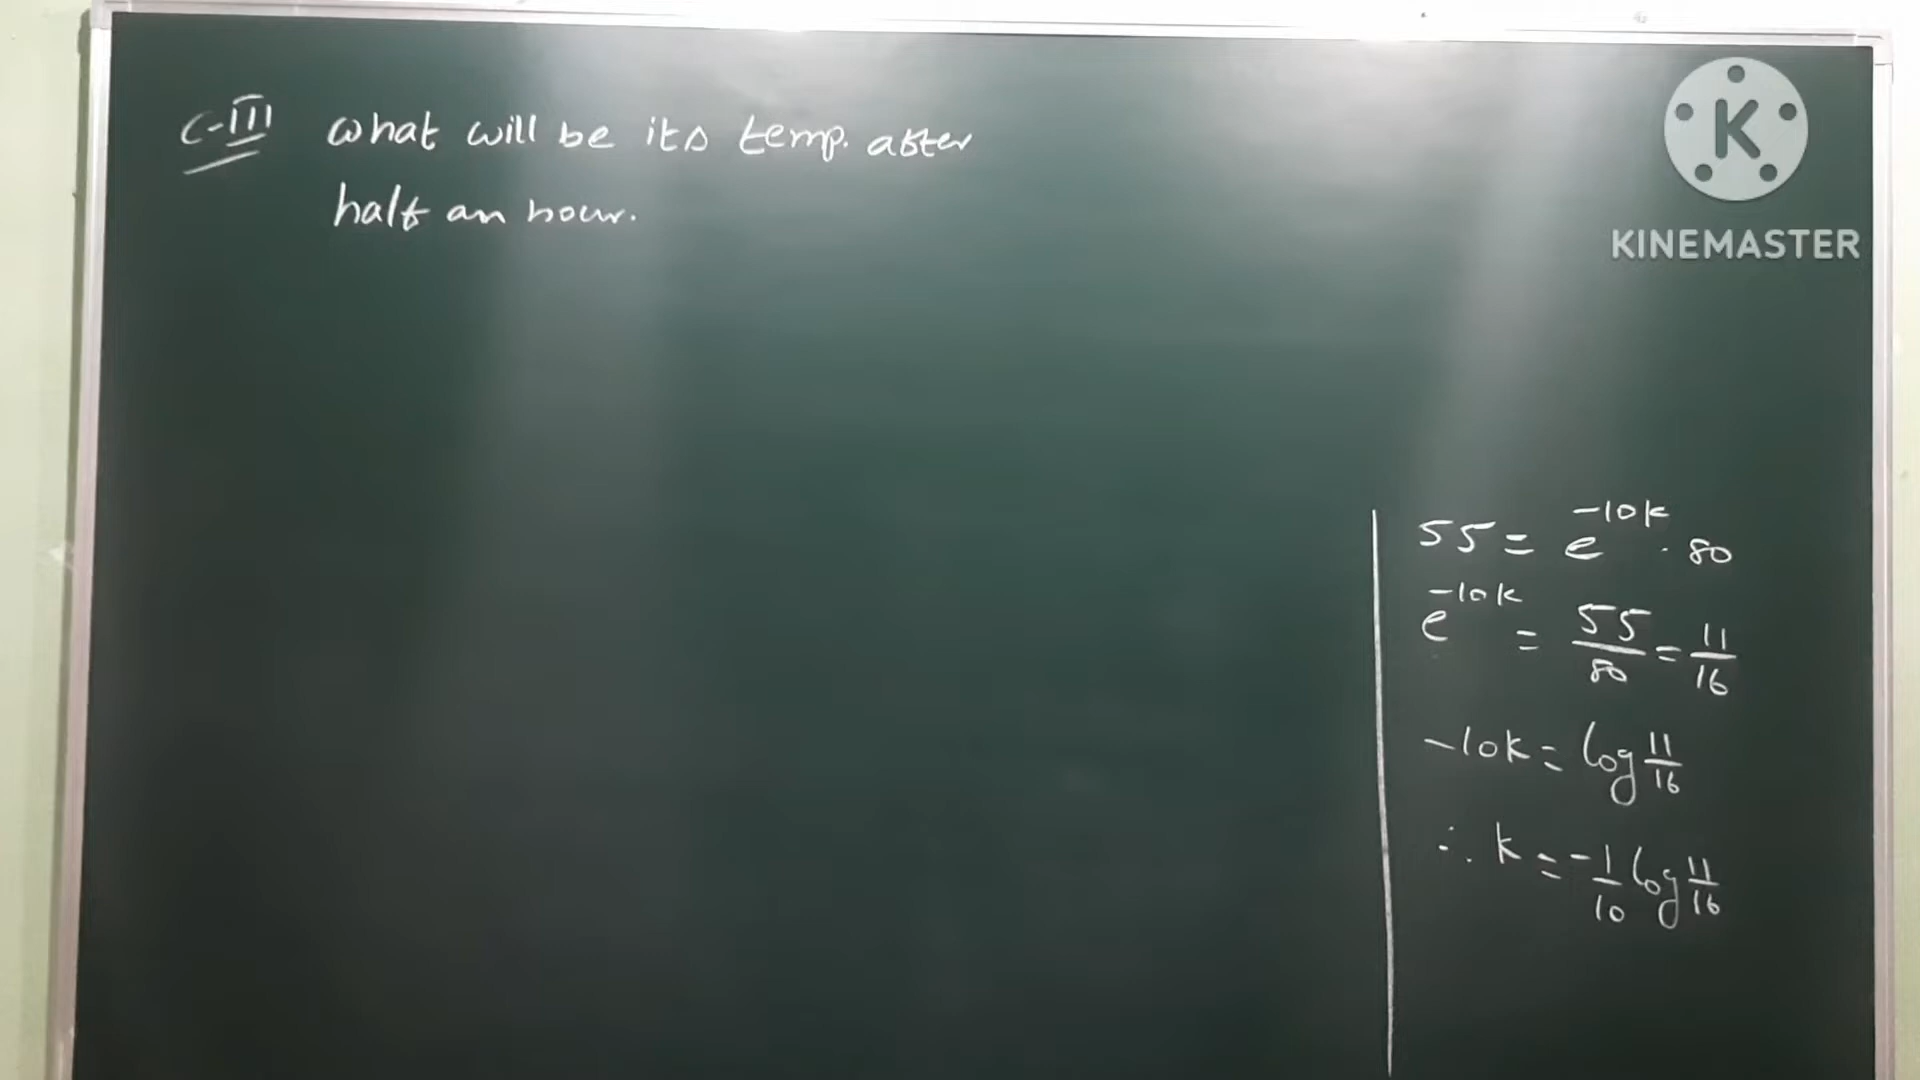 C-III what will be its temp. after
half an hour.
K
KINEMASTER
55 = e^{-10k} . 80
e^{-10k} = 55/80 = 11/16
-10k = log 11/16
∴ k = -1/10 log 11/16